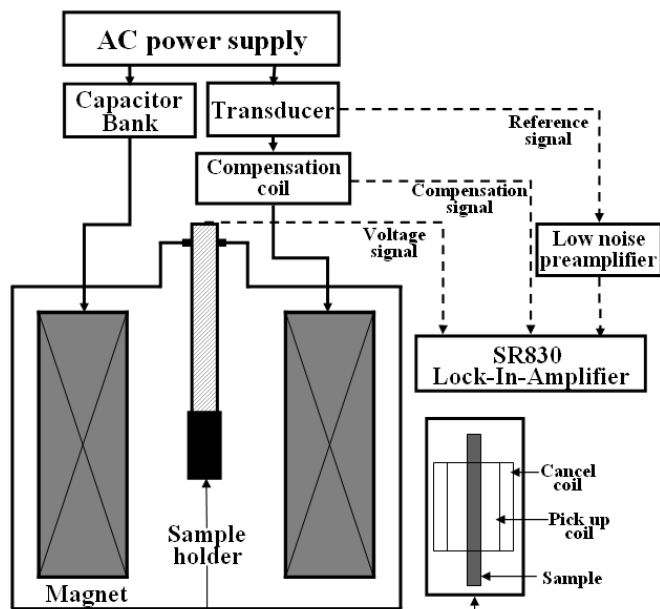 AC power supply
Capacitor
Bank
Transducer
Reference
signal
Compensation
coil
Compensation
signal
Voltage
signal
Low noise
preamplifier
SR830
Lock-In-Amplifier
Cancel
coil
Pick up
coil
Sample
Sample
holder
Magnet